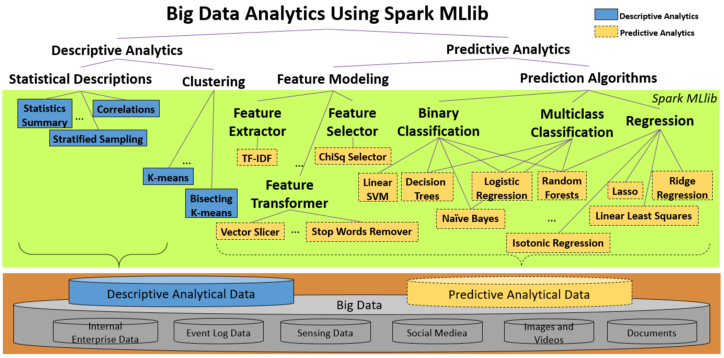 Big Data Analytics Using Spark MLlib
Descriptive Analytics
Predictive Analytics
Descriptive Analytics
Predictive Analytics
Statistical Descriptions
Clustering
Feature Modeling
Prediction Algorithms
Spark MLlib
Statistics
Summary
...
Correlations
Stratified Sampling
Feature
Extractor
Feature
Selector
Binary
Classification
Multiclass
Classification
Regression
TF-IDF
...
ChiSq Selector
...
K-means
Bisecting
K-means
Feature
Transformer
Linear
SVM
Decision
Trees
Logistic
Regression
Random
Forests
Lasso
Ridge
Regression
Naïve Bayes
...
Linear Least Squares
Vector Slicer
...
Stop Words Remover
Isotonic Regression
Descriptive Analytical Data
Predictive Analytical Data
Big Data
Internal
Enterprise Data
Event Log Data
Sensing Data
Social Mediea
Images and
Videos
Documents